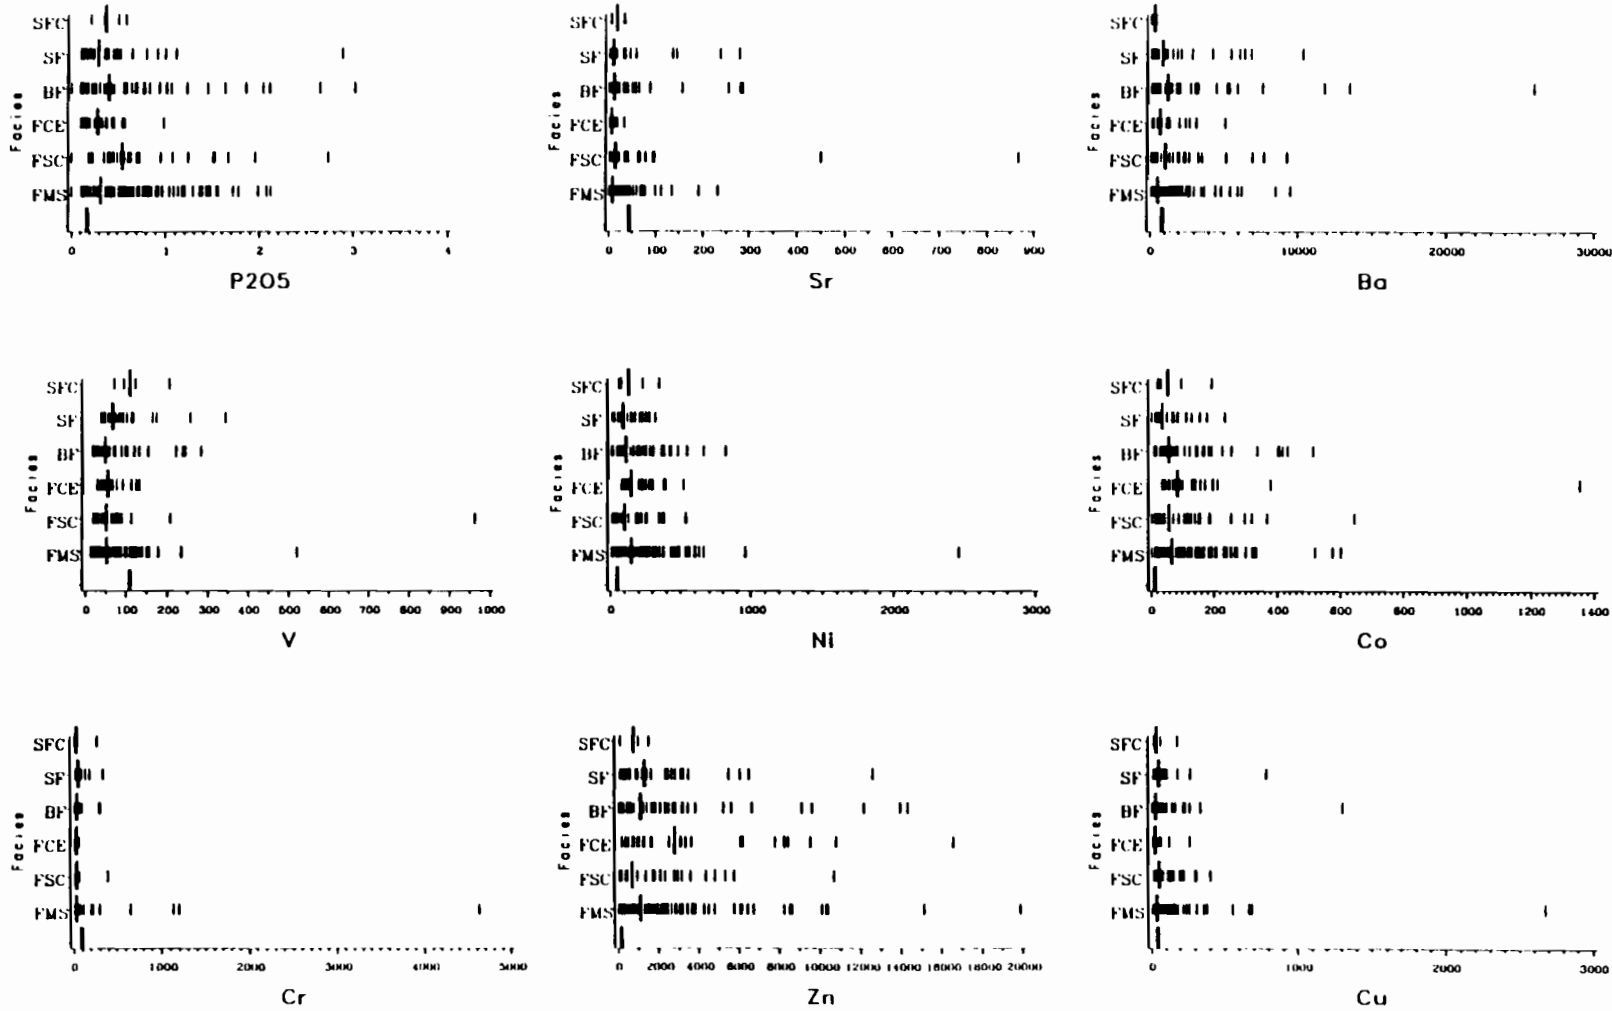 SFC
SF
BF
FCE
FSC
FMS
Facies
0 1 2 3 4
P2O5
SFC
SF
BF
FCE
FSC
FMS
Facies
0 100 200 300 400 500 600 700 800 900
Sr
SFC
SF
BF
FCE
FSC
FMS
Facies
0 10000 20000 30000
Ba
SFC
SF
BF
FCE
FSC
FMS
Facies
0 100 200 300 400 500 600 700 800 900 1000
V
SFC
SF
BF
FCE
FSC
FMS
Facies
0 1000 2000 3000
Ni
SFC
SF
BF
FCE
FSC
FMS
Facies
0 200 400 600 800 1000 1200 1400
Co
SFC
SF
BF
FCE
FSC
FMS
Facies
0 1000 2000 3000 4000 5000
Cr
SFC
SF
BF
FCE
FSC
FMS
Facies
0 2000 4000 6000 8000 10000 12000 14000 16000 18000 20000
Zn
SFC
SF
BF
FCE
FSC
FMS
Facies
0 1000 2000 3000
Cu